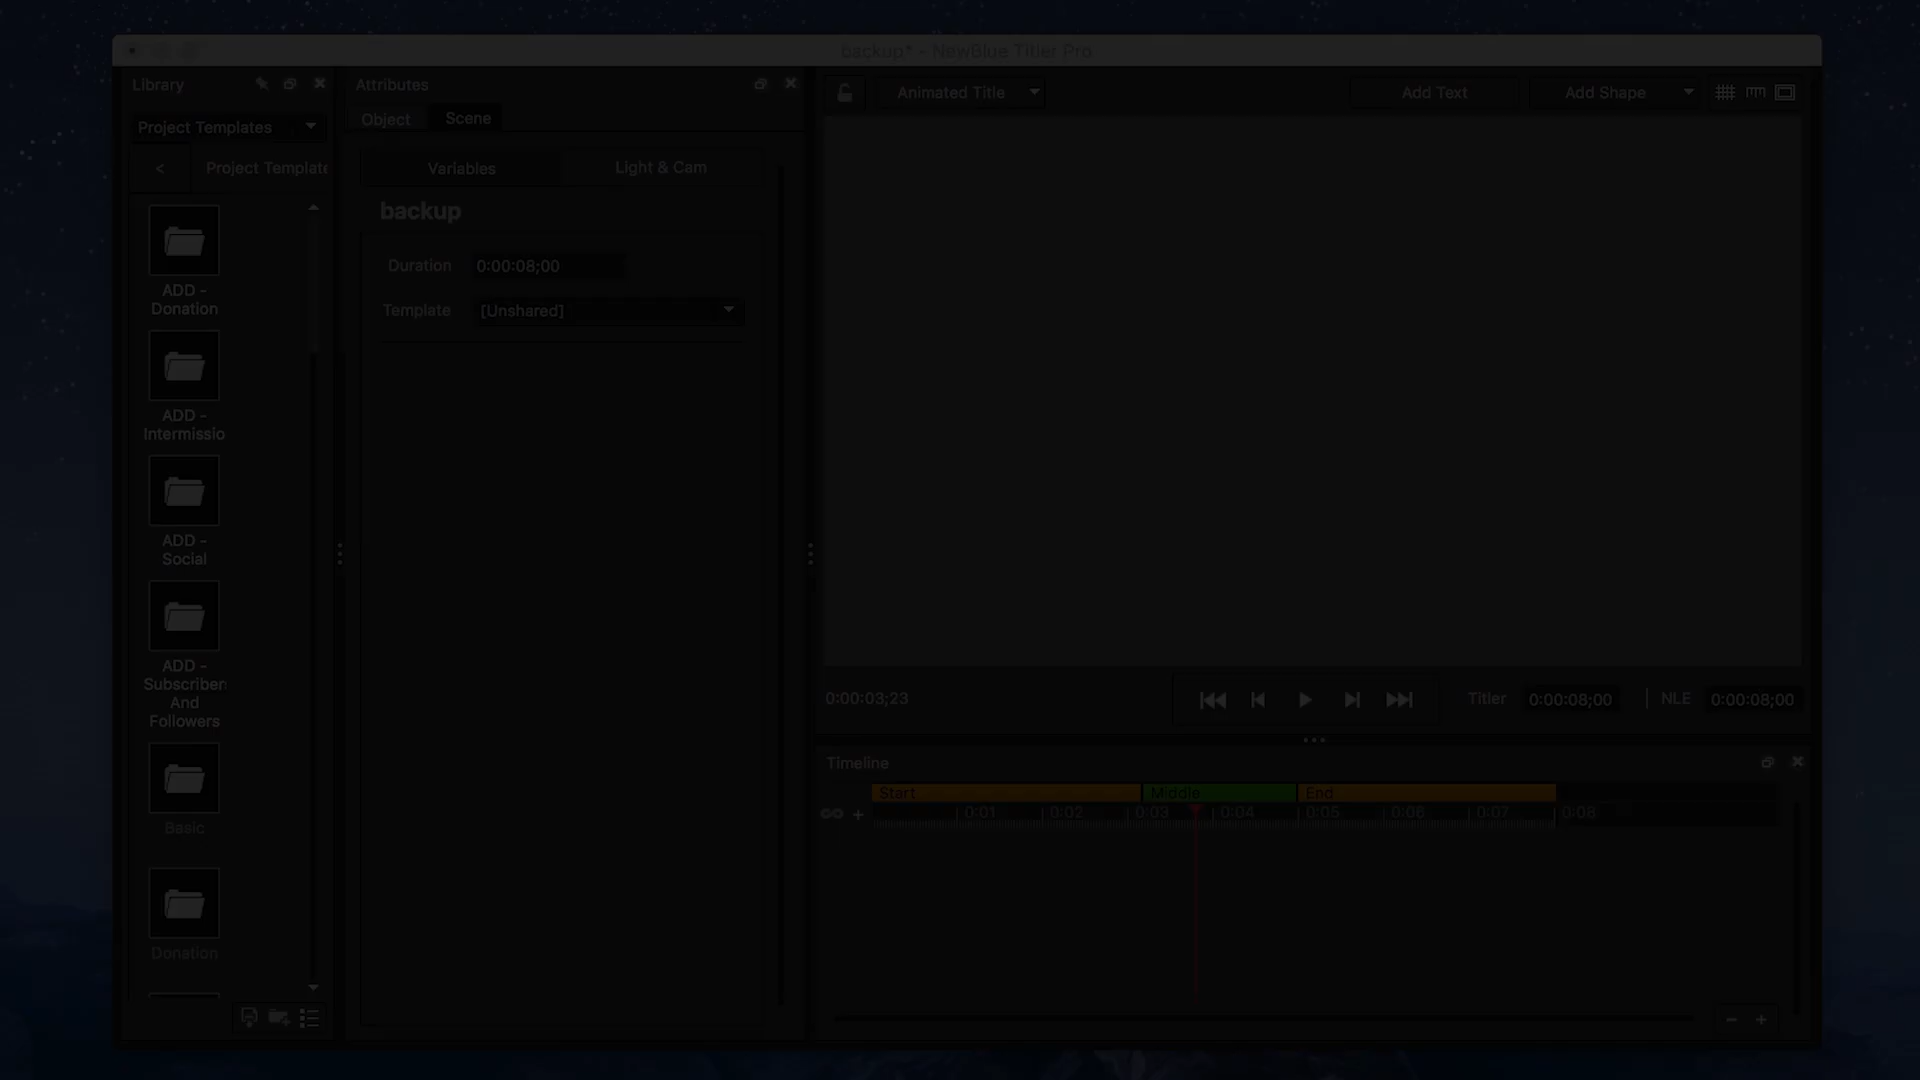 backup* - NewBlue Titler Pro
Library
Attributes
Animated Title
Add Text
Add Shape
Object
Scene
Project Templates
< Project Template
Variables
Light & Cam
backup
Duration 0:00:08;00
Template [Unshared]
ADD -
Donation
ADD -
Intermissio
ADD -
Social
ADD -
Subscriber
And
Followers
Basic
Donation
0:00:03;23
Titler 0:00:08;00 | NLE 0:00:08;00
Timeline
Start Middle End
0:01 0:02 0:03 0:04 0:05 0:06 0:07 0:08